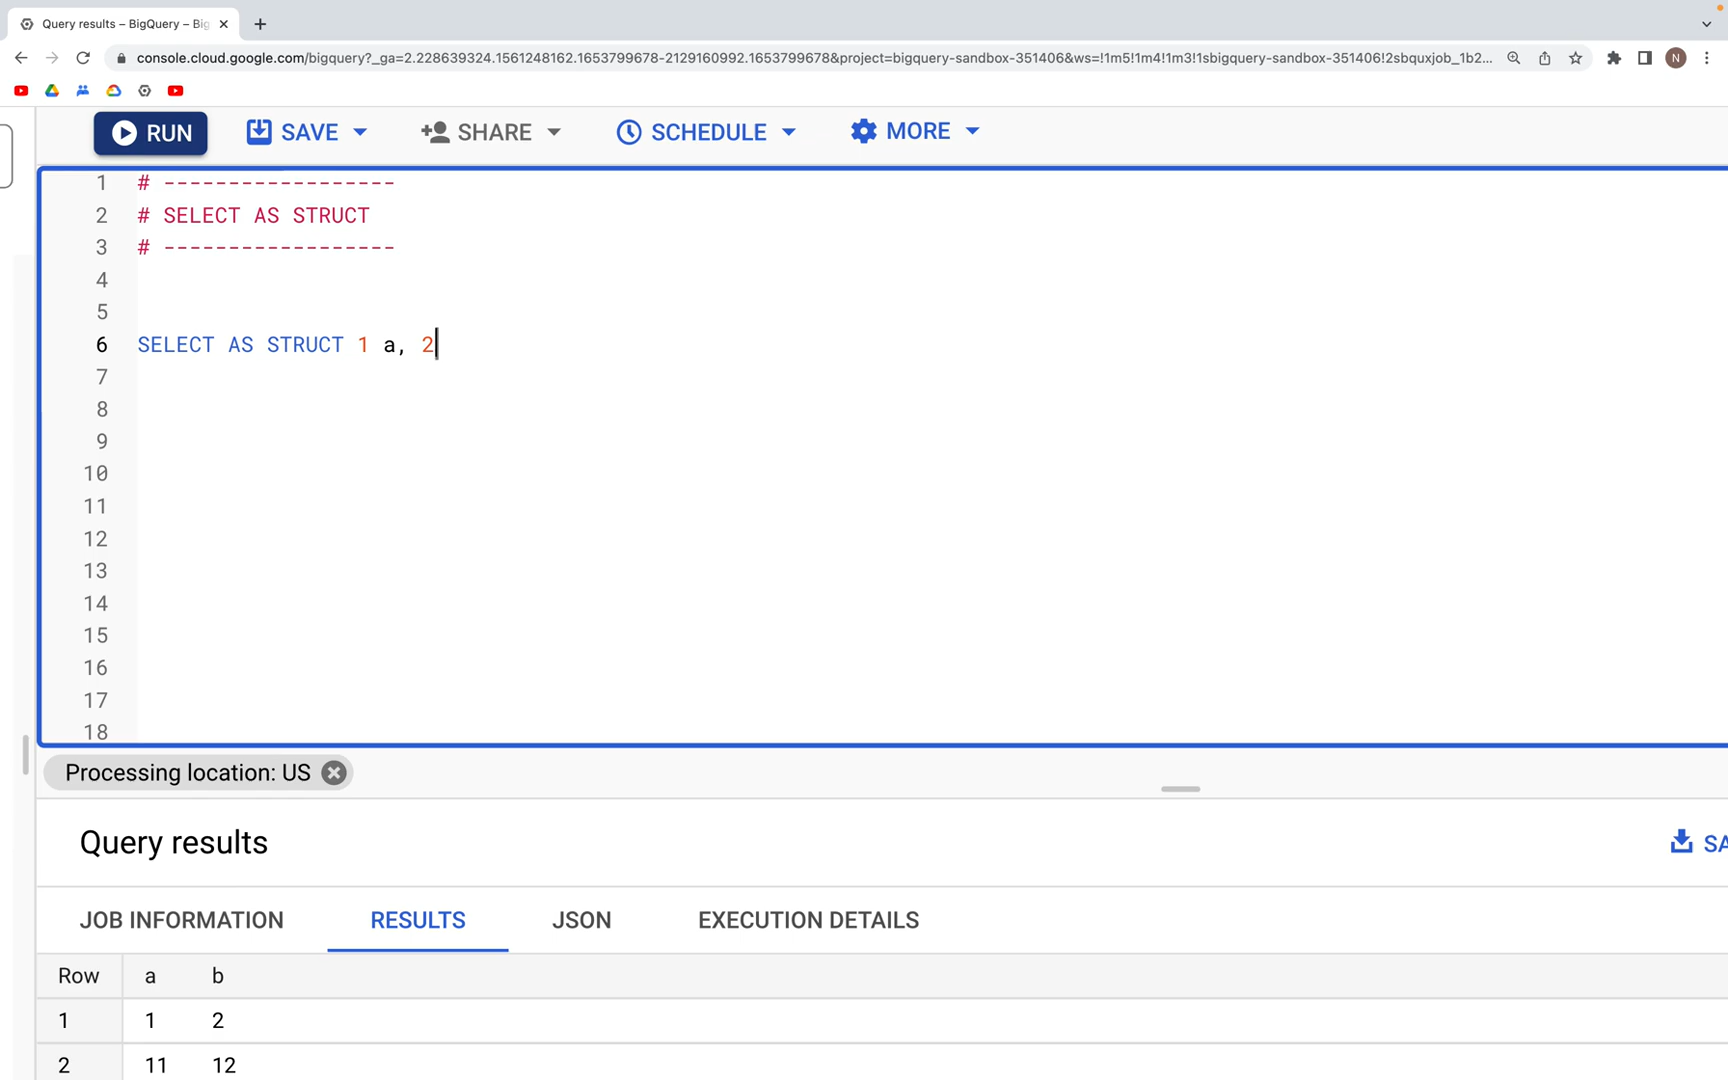 Query results – BigQuery – Big
console.cloud.google.com/bigquery?_ga=2.228639324.1561248162.1653799678-2129160992.1653799678&project=bigquery-sandbox-351406&ws=!1m5!1m4!1m3!1sbigquery-sandbox-351406!2sbquxjob_1b2...
N
RUN SAVE SHARE SCHEDULE MORE
1 # ------------------
2 # SELECT AS STRUCT
3 # ------------------
4
5
6 SELECT AS STRUCT 1 a, 2
7
8
9
10
11
12
13
14
15
16
17
18
Processing location: US
Query results
SA
JOB INFORMATION RESULTS JSON EXECUTION DETAILS
Row a b
1 1 2
2 11 12